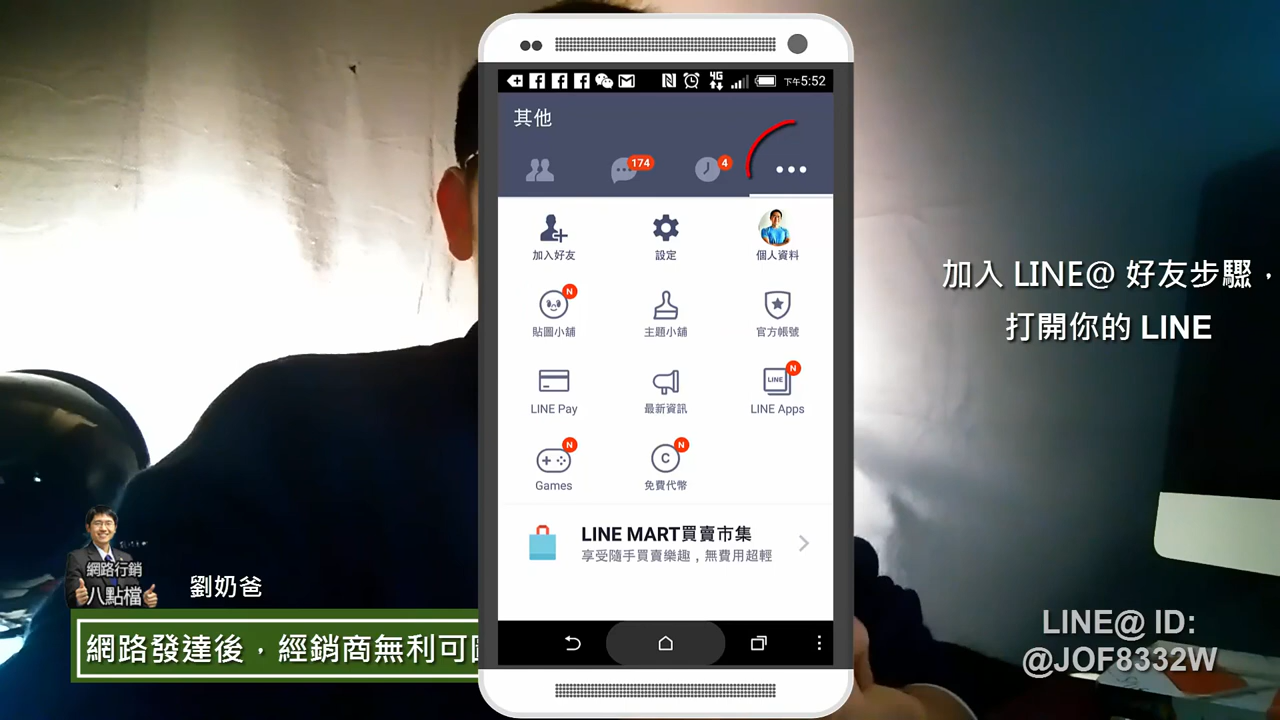 下午5:52
其他
174
4
加入好友
設定
個人資料
N
貼圖小舖
主題小舖
官方帳號
LINE
N
LINE Pay
最新資訊
LINE Apps
N
C
N
Games
免費代幣
LINE MART買賣市集
享受隨手買賣樂趣，無費用超輕
加入 LINE@ 好友步驟，
打開你的 LINE
網路行銷
八點檔
劉奶爸
網路發達後，經銷商無利可
LINE@ ID:
@JOF8332W